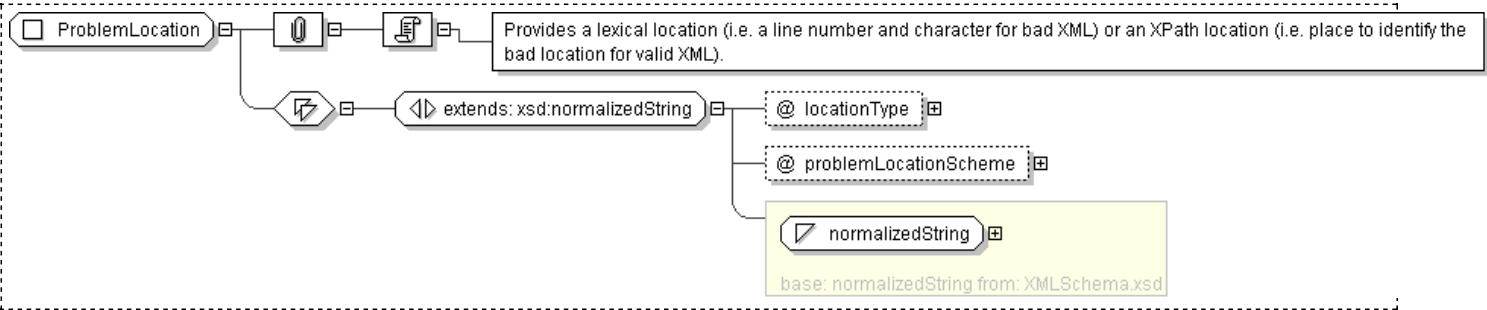 ProblemLocation
Provides a lexical location (i.e. a line number and character for bad XML) or an XPath location (i.e. place to identify the
bad location for valid XML).
extends: xsd:normalizedString
@ locationType
@ problemLocationScheme
normalizedString
base: normalizedString from: XMLSchema.xsd